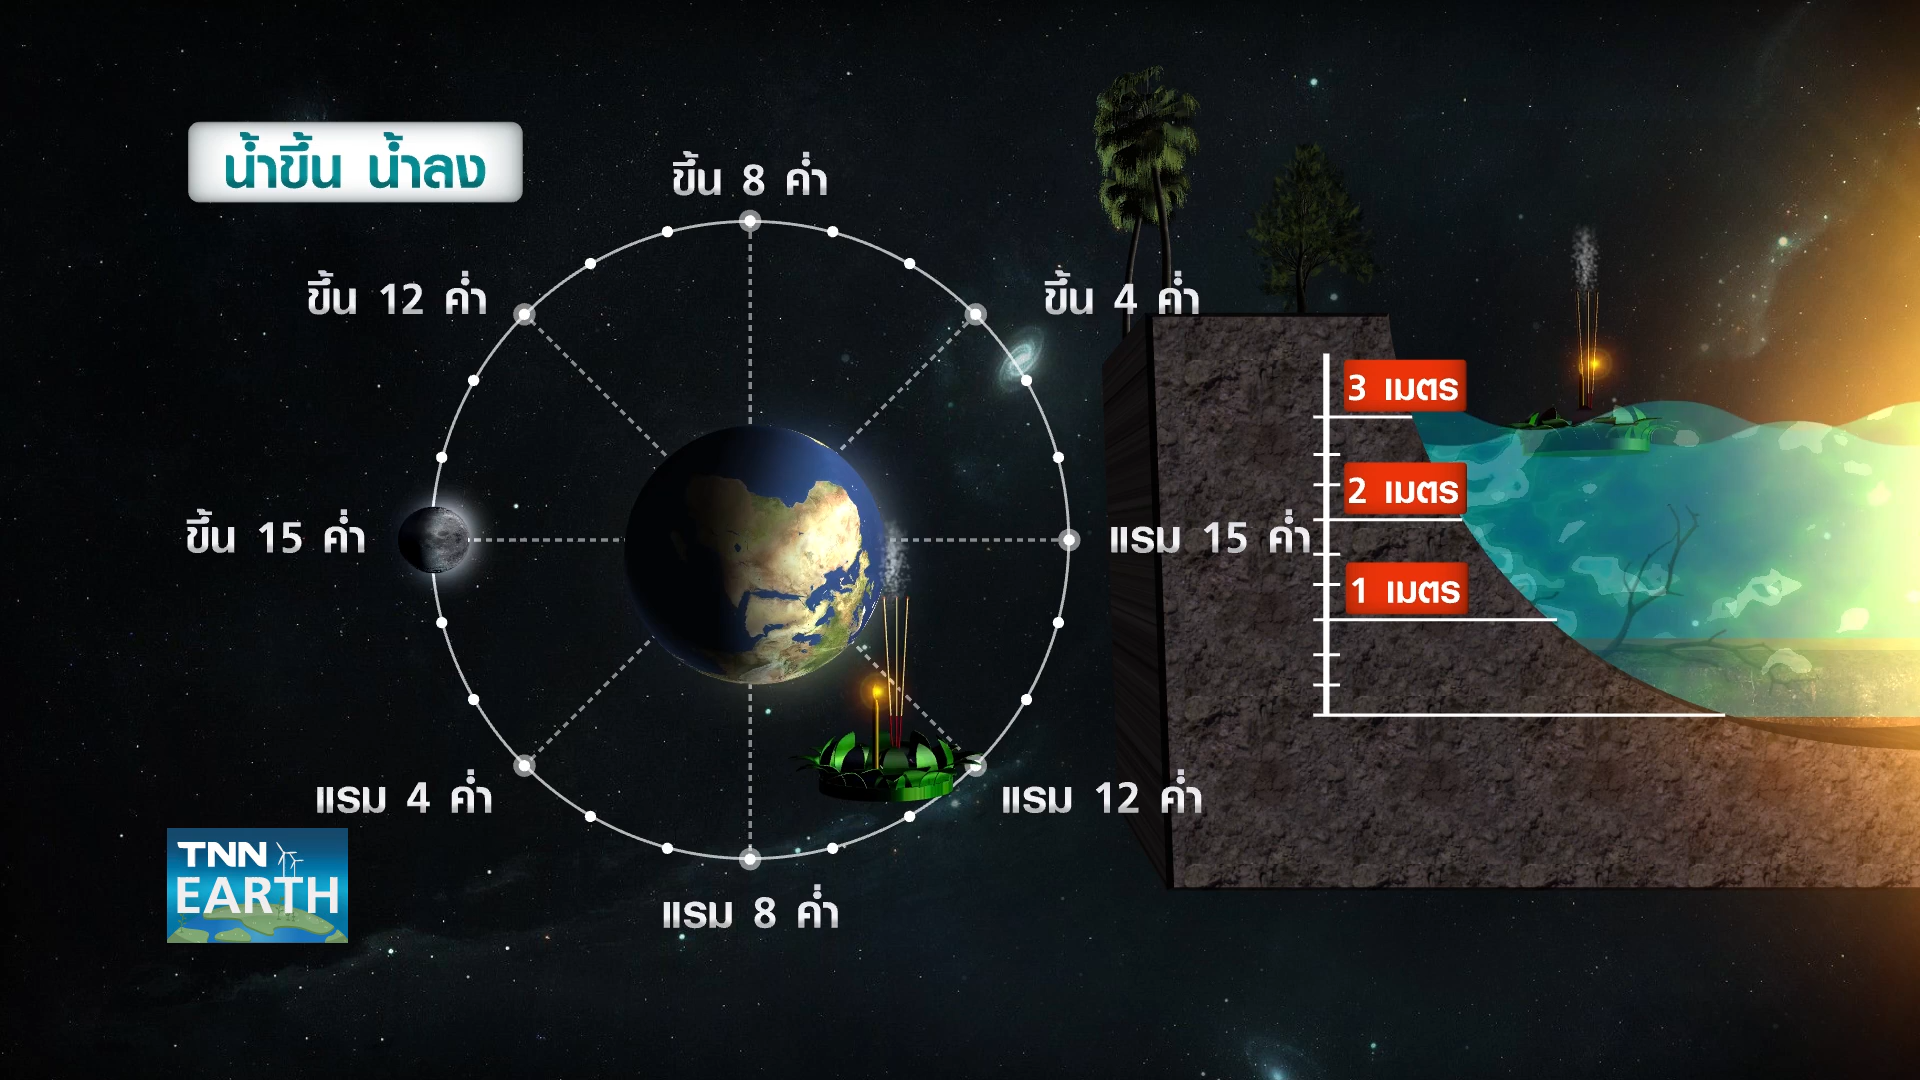 น้ำขึ้น น้ำลง
ขึ้น 8 ค่ำ
ขึ้น 12 ค่ำ
ขึ้น 4 ค่ำ
3 เมตร
2 เมตร
ขึ้น 15 ค่ำ
แรม 15 ค่ำ
1 เมตร
แรม 4 ค่ำ
แรม 12 ค่ำ
แรม 8 ค่ำ
TNN
EARTH